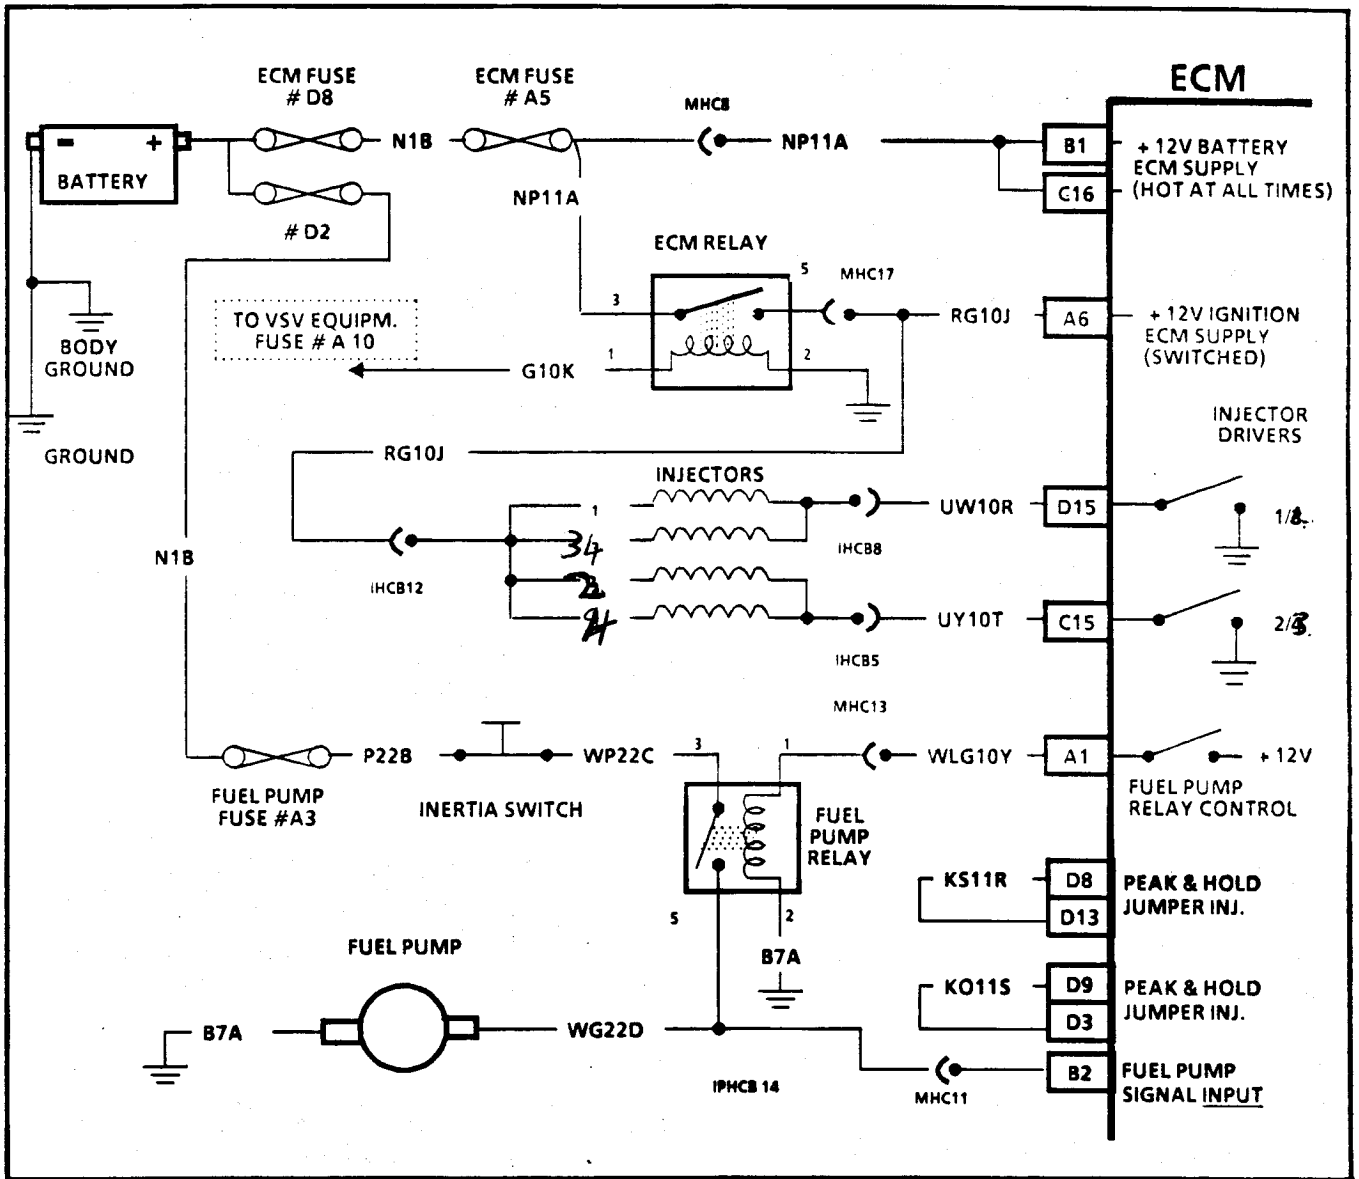 ECM
ECM FUSE
# D8
ECM FUSE
# A5
MHC8
N1B
NP11A
B1
+ 12V BATTERY
ECM SUPPLY
(HOT AT ALL TIMES)
C16
- +
BATTERY
# D2
NP11A
ECM RELAY
5
MHC17
3
TO VSV EQUIPM.
FUSE # A 10
RG10J
A6
+ 12V IGNITION
ECM SUPPLY
(SWITCHED)
BODY
GROUND
1
2
G10K
GROUND
RG10J
INJECTORS
INJECTOR
DRIVERS
1
UW10R
D15
34
IHCB8
N1B
IHCB12
UY10T
C15
IHCB5
MHC13
P22B
WP22C
3
1
WLG10Y
A1
+ 12V
FUEL PUMP
FUSE #A3
INERTIA SWITCH
FUEL
PUMP
RELAY
FUEL PUMP
RELAY CONTROL
5
2
KS11R
D8
D13
PEAK & HOLD
JUMPER INJ.
FUEL PUMP
B7A
KO11S
D9
D3
PEAK & HOLD
JUMPER INJ.
B7A
WG22D
IPHCB 14
MHC11
B2
FUEL PUMP
SIGNAL INPUT